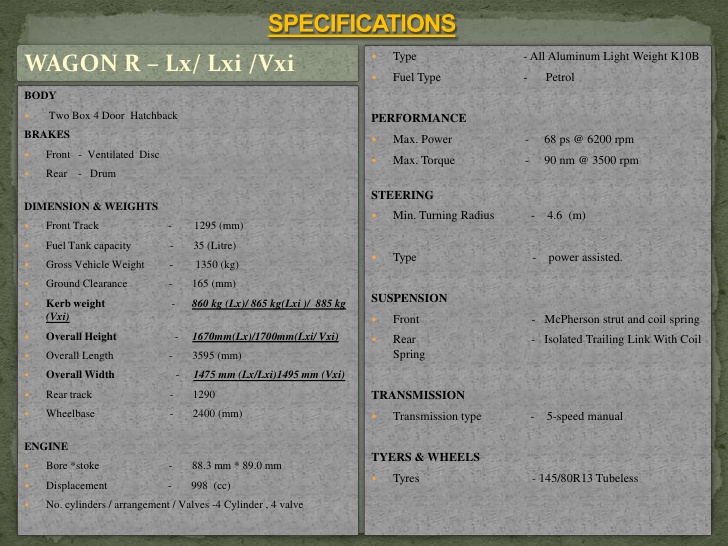 SPECIFICATIONS
WAGON R – Lx/ Lxi /Vxi
BODY
Two Box 4 Door Hatchback
BRAKES
Front - Ventilated Disc
Rear - Drum
DIMENSION & WEIGHTS
Front Track - 1295 (mm)
Fuel Tank capacity - 35 (Litre)
Gross Vehicle Weight - 1350 (kg)
Ground Clearance - 165 (mm)
Kerb weight - 860 kg (Lx)/ 865 kg(Lxi )/ 885 kg
(Vxi)
Overall Height - 1670mm(Lx)/1700mm(Lxi/Vxi)
Overall Length - 3595 (mm)
Overall Width - 1475 mm (Lx/Lxi)1495 mm (Vxi)
Rear track - 1290
Wheelbase - 2400 (mm)
ENGINE
Bore *stoke - 88.3 mm * 89.0 mm
Displacement - 998 (cc)
No. cylinders / arrangement / Valves -4 Cylinder , 4 valve
Type - All Aluminum Light Weight K10B
Fuel Type - Petrol
PERFORMANCE
Max. Power - 68 ps @ 6200 rpm
Max. Torque - 90 nm @ 3500 rpm
STEERING
Min. Turning Radius - 4.6 (m)
Type - power assisted.
SUSPENSION
Front - McPherson strut and coil spring
Rear - Isolated Trailing Link With Coil
Spring
TRANSMISSION
Transmission type - 5-speed manual
TYERS & WHEELS
Tyres - 145/80R13 Tubeless